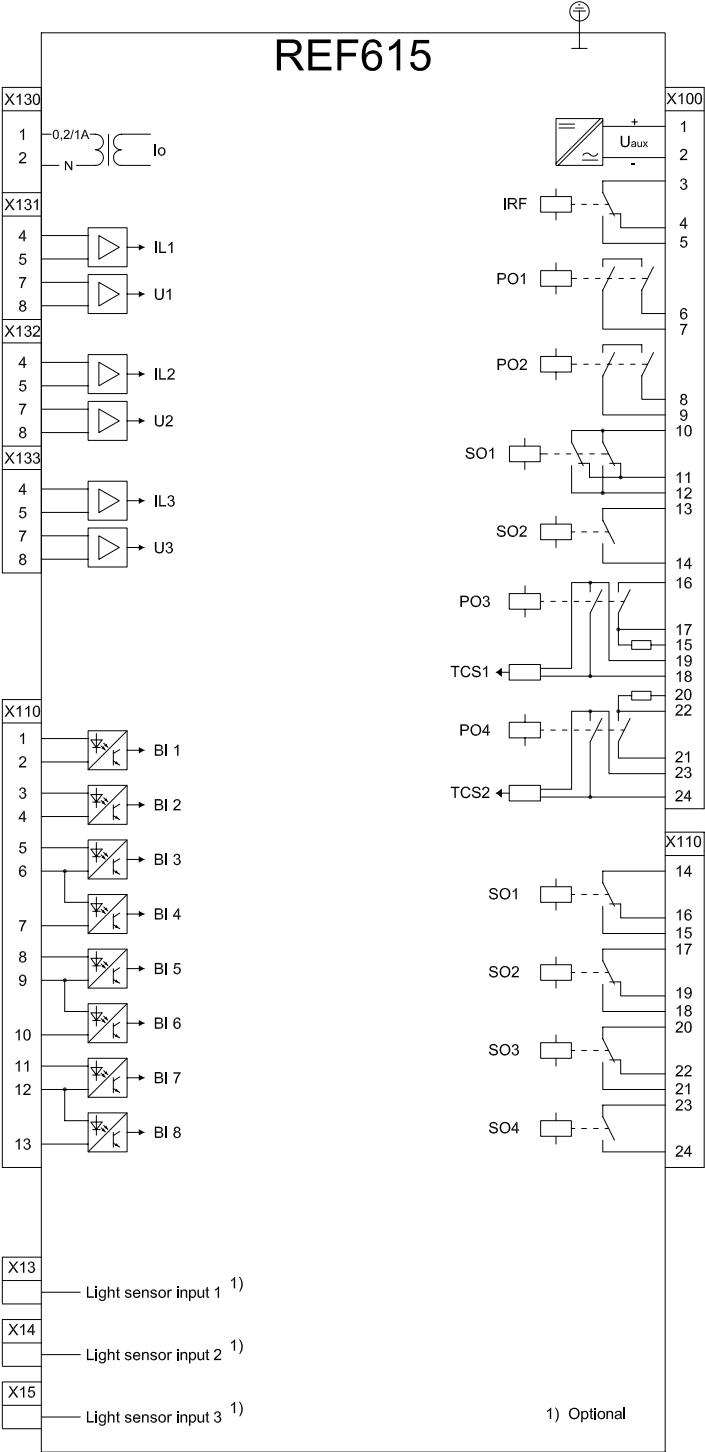 REF615
X130
1
0,2/1A
2
N
Io
X131
4
5
IL1
7
8
U1
X132
4
5
IL2
7
8
U2
X133
4
5
IL3
7
8
U3
X110
1
2
BI 1
3
4
BI 2
5
6
BI 3
7
BI 4
8
9
BI 5
10
BI 6
11
12
BI 7
13
BI 8
X13
Light sensor input 1 1)
X14
Light sensor input 2 1)
X15
Light sensor input 3 1)
X100
+
Uaux
-
1
2
IRF
3
4
5
PO1
6
7
PO2
8
9
10
SO1
11
12
13
SO2
14
16
PO3
17
15
19
TCS1
18
20
22
PO4
21
23
TCS2
24
X110
14
SO1
16
15
17
SO2
19
18
20
SO3
22
21
23
SO4
24
1) Optional